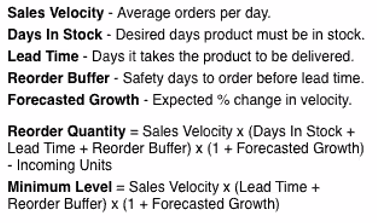 Sales Velocity - Average orders per day.
Days In Stock - Desired days product must be in stock.
Lead Time - Days it takes the product to be delivered.
Reorder Buffer - Safety days to order before lead time.
Forecasted Growth - Expected % change in velocity.
Reorder Quantity = Sales Velocity x (Days In Stock +
Lead Time + Reorder Buffer) x (1 + Forecasted Growth)
- Incoming Units
Minimum Level = Sales Velocity x (Lead Time +
Reorder Buffer) x (1 + Forecasted Growth)